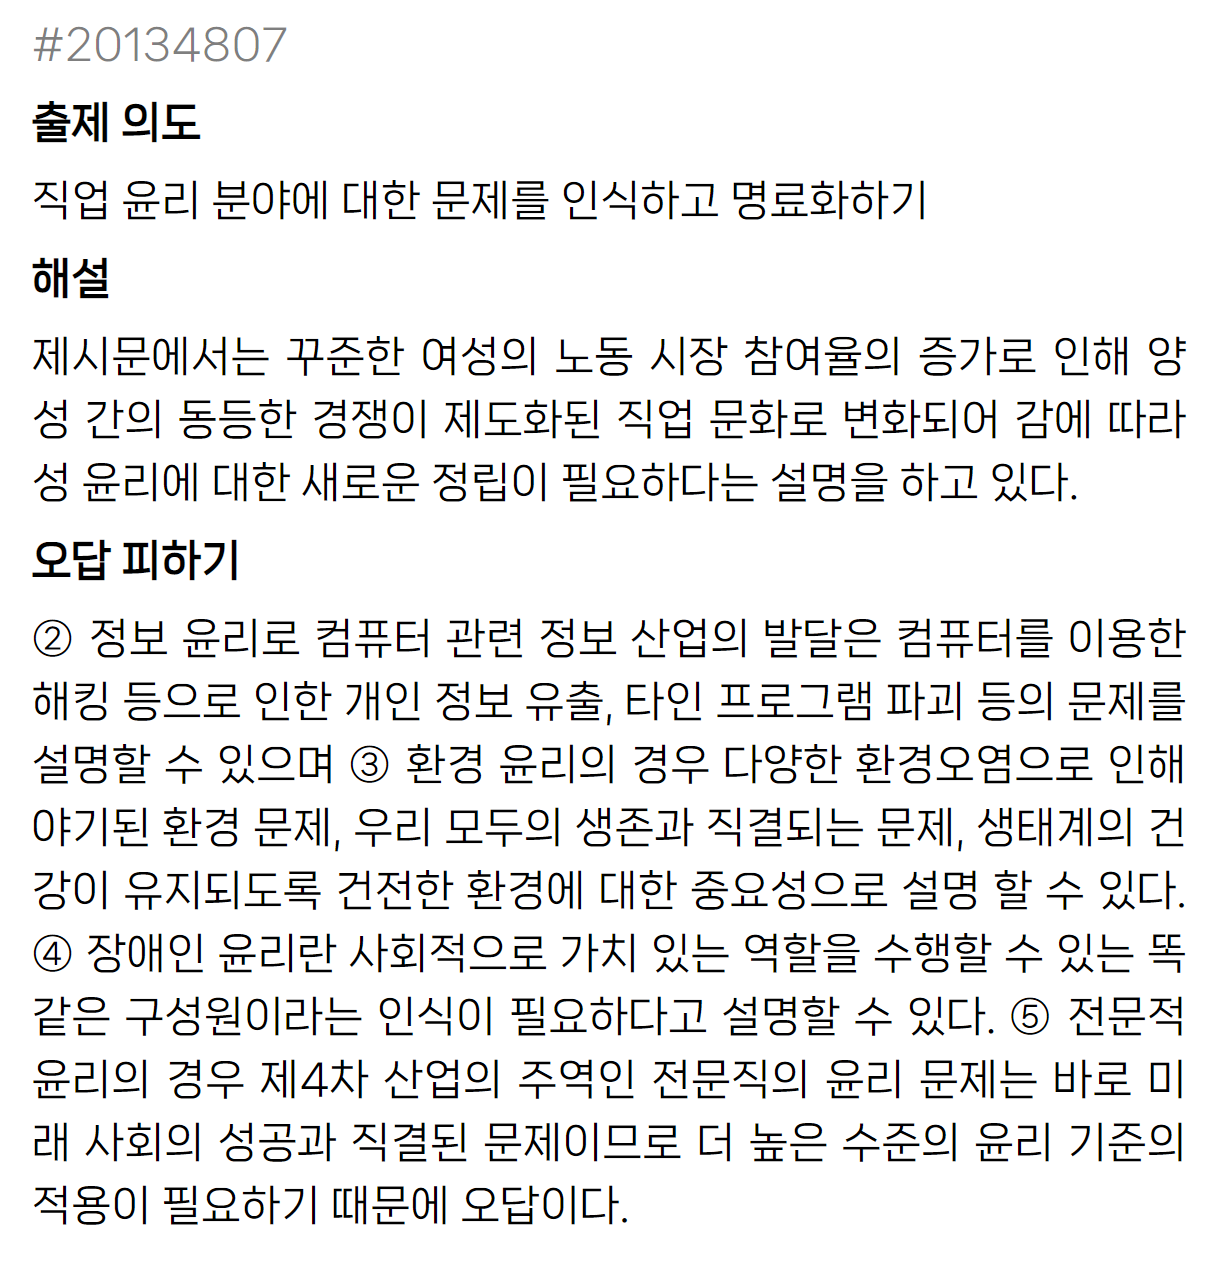 #20134807
출제 의도
직업 윤리 분야에 대한 문제를 인식하고 명료화하기
해설
제시문에서는 꾸준한 여성의 노동 시장 참여율의 증가로 인해 양
성 간의 동등한 경쟁이 제도화된 직업 문화로 변화되어 감에 따라
성 윤리에 대한 새로운 정립이 필요하다는 설명을 하고 있다.
오답 피하기
② 정보 윤리로 컴퓨터 관련 정보 산업의 발달은 컴퓨터를 이용한
해킹 등으로 인한 개인 정보 유출, 타인 프로그램 파괴 등의 문제를
설명할 수 있으며 ③ 환경 윤리의 경우 다양한 환경오염으로 인해
야기된 환경 문제, 우리 모두의 생존과 직결되는 문제, 생태계의 건
강이 유지되도록 건전한 환경에 대한 중요성으로 설명 할 수 있다.
④ 장애인 윤리란 사회적으로 가치 있는 역할을 수행할 수 있는 똑
같은 구성원이라는 인식이 필요하다고 설명할 수 있다. ⑤ 전문적
윤리의 경우 제4차 산업의 주역인 전문직의 윤리 문제는 바로 미
래 사회의 성공과 직결된 문제이므로 더 높은 수준의 윤리 기준의
적용이 필요하기 때문에 오답이다.